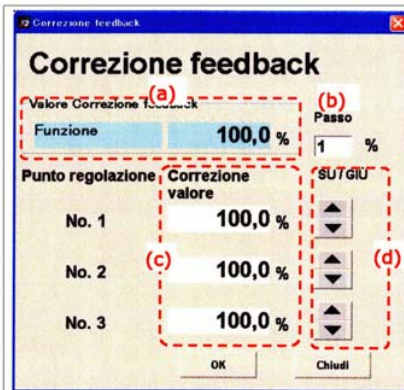 Correzione feedback
Correzione feedback
(a)
Valore Correzione feedback
(b)
Passo
Funzione 100,0 %
1 %
Punto regolazione Correzione valore SU/GIÙ
No. 1 100,0 %
(c)
No. 2 100,0 %
(d)
No. 3 100,0 %
OK Chiudi